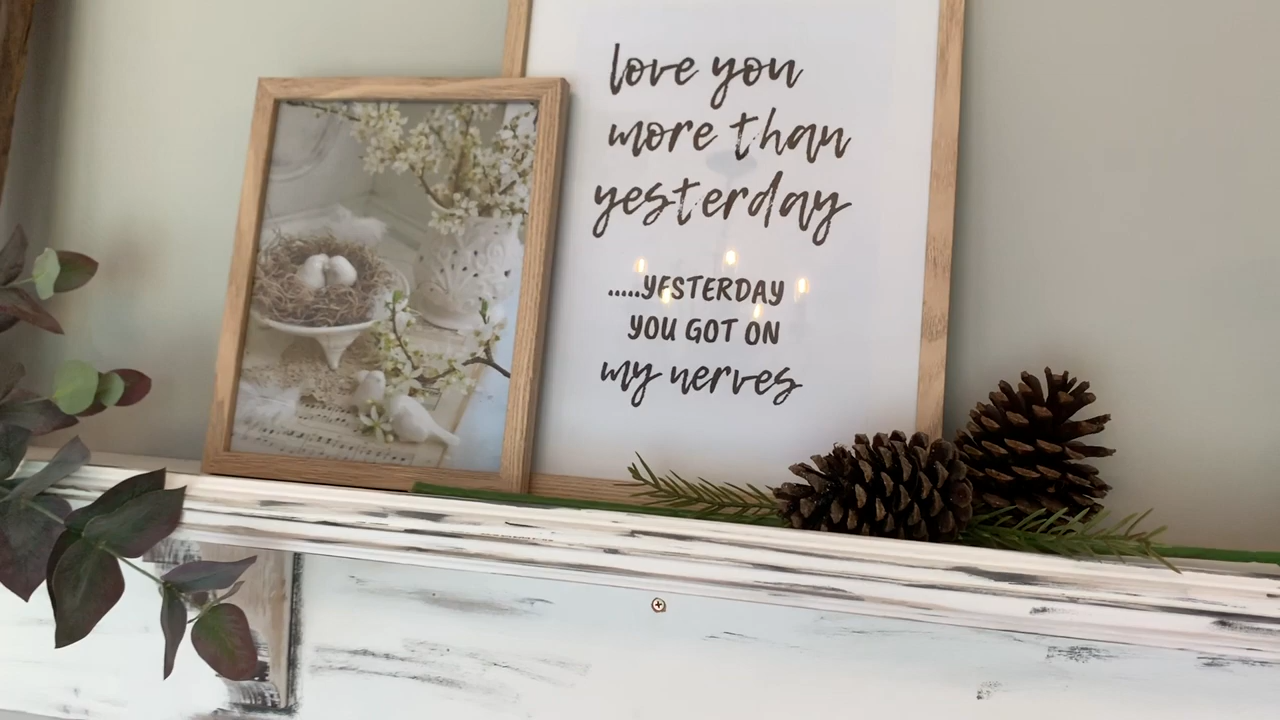 love you
more than
yesterday
.....YESTERDAY
YOU GOT ON
my nerves